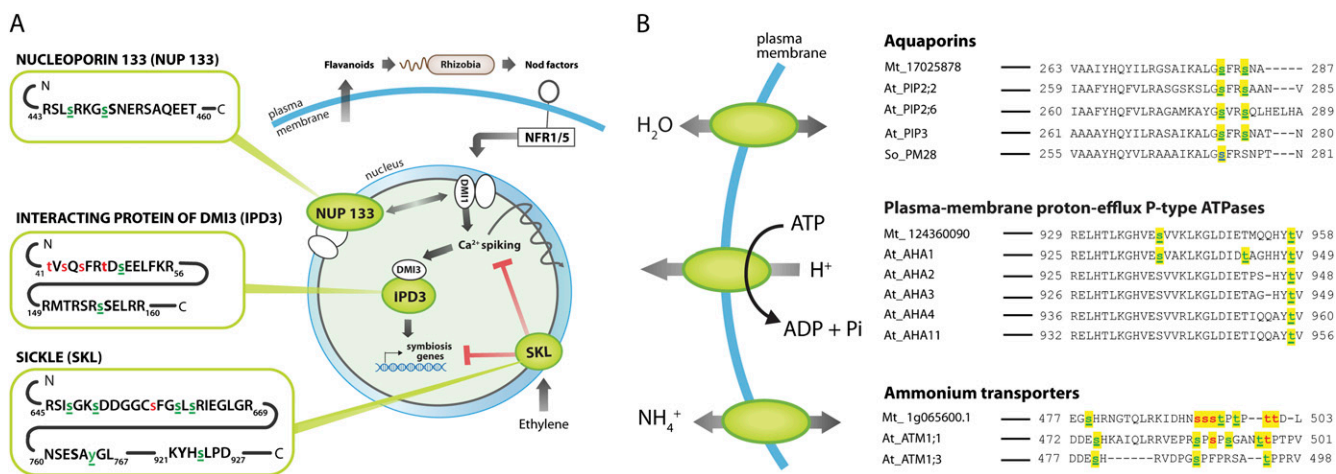 A
NUCLEOPORIN 133 (NUP 133)
N
443 RSLsRKGsSNERSAQEET 460 C
INTERACTING PROTEIN OF DMI3 (IPD3)
N
41 tVsQsFRtDsEELFKR 56
149 RMTRSRsSELRR 160 C
SICKLE (SKL)
N
645 RSIsGKsDDGGCsFGsLsRIEGLGR 669
760 NSESAyGL 767 921 KYHsLPD 927 C
Flavanoids Rhizobia Nod factors
plasma
membrane
NFR1/5
nucleus
NUP 133
DMI1
Ca2+ spiking
DMI3
IPD3
symbiosis
genes
SKL
Ethylene
B
plasma
membrane
H2O
ATP
H+
ADP + Pi
NH4+
Aquaporins
Mt_17025878 263 VAAIYHQYILRGSAIKALGsFRsNA----- 287
At_PIP2;2 259 IAAFYHQFVLRASGSKSLGsFRsAAN---V 285
At_PIP2;6 260 IAAFYHQFVLRAGAMKAYGsVRsQLHELHA 289
At_PIP3 261 AAAAYHQYILRASAIKALGsFRsNAT---N 280
So_PM28 255 VAAAYHQYVLRAAAIKALGsFRSNPT---N 281
Plasma-membrane proton-efflux P-type ATPases
Mt_124360090 929 RELHTLKGHVEsVVKLKGLDIETMQQHYtV 958
At_AHA1 925 RELHTLKGHVEsVAKLKGLDIDtAGHHYtV 949
At_AHA2 925 RELHTLKGHVESVVKLKGLDIETPS-HYtV 948
At_AHA3 926 RELHTLKGHVESVVKLKGLDIETAG-HYtV 949
At_AHA4 936 RELHTLKGHVESVVKLKGLDIETIQQAYtV 960
At_AHA11 932 RELHTLKGHVESVVKLKGLDIETIQQAYtV 956
Ammonium transporters
Mt_1g065600.1 477 EGsHRNGTQLRKIDHNssstPtP--ttD-L 503
At_ATM1;1 472 DDEsHKAIQLRRVEPRsPsPsGANttPTPV 501
At_ATM1;3 477 DDEsH------RVDPGsPFPRSA-tPPRV 498